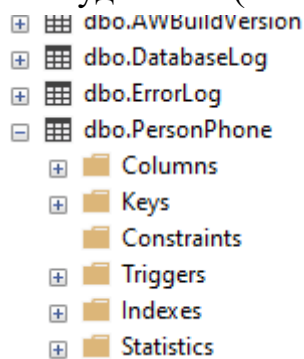 dbo.AWBuildVersion
dbo.DatabaseLog
dbo.ErrorLog
dbo.PersonPhone
Columns
Keys
Constraints
Triggers
Indexes
Statistics